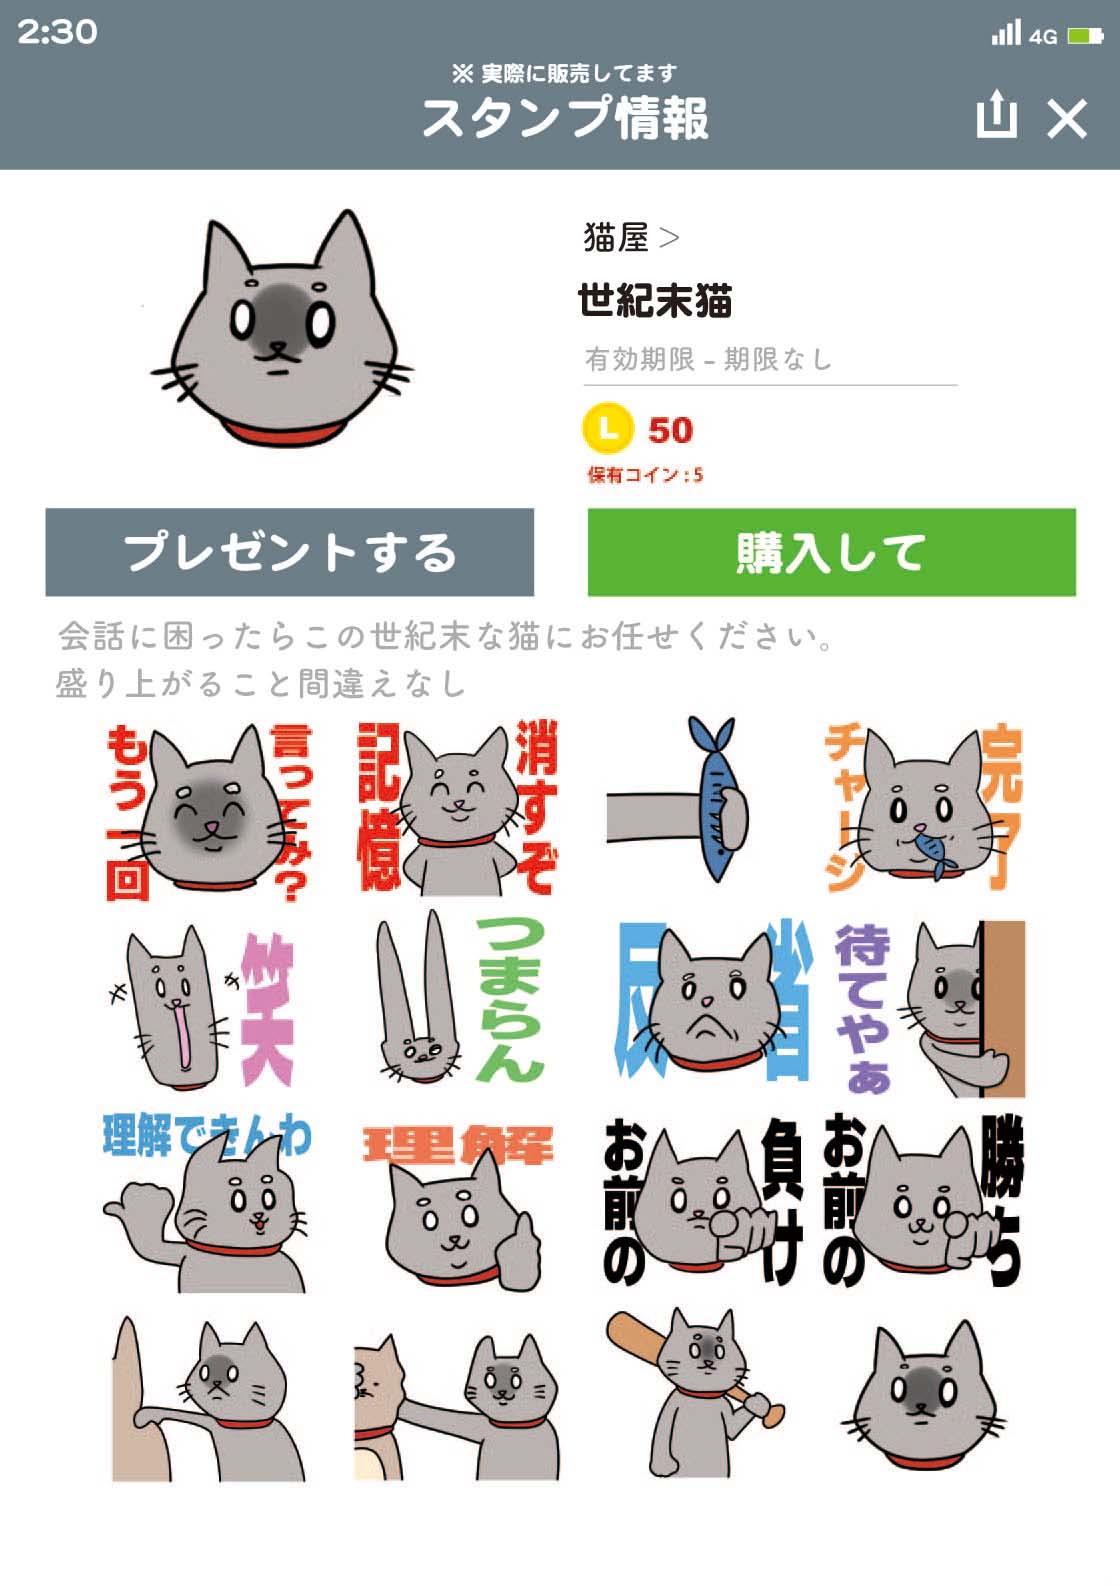 2:30
4G
※ 実際に販売してます
スタンプ情報
猫屋 >
世紀末猫
有効期限 - 期限なし
L 50
保有コイン:5
プレゼントする
購入して
会話に困ったらこの世紀末な猫にお任せください。
盛り上がること間違えなし
もう一回
言ってみ?
記憶
消すぞ
チャージ
完了
笑
つまらん
反省
待てやぁ
理解できんわ
理解
お前の
負け
お前の
勝ち